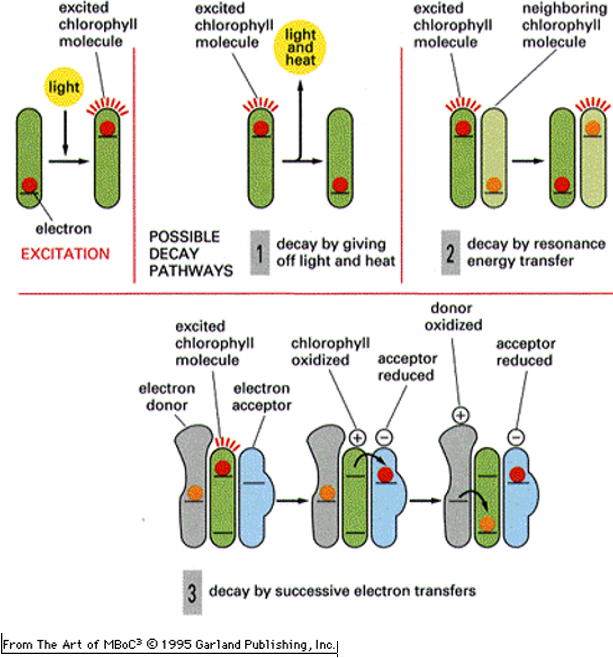 excited
chlorophyll
molecule
light
electron
EXCITATION
POSSIBLE
DECAY
PATHWAYS
excited
chlorophyll
molecule
light
and
heat
1
decay by giving
off light and heat
excited
chlorophyll
molecule
neighboring
chlorophyll
molecule
2
decay by resonance
energy transfer
excited
chlorophyll
molecule
electron
donor
electron
acceptor
chlorophyll
oxidized
acceptor
reduced
+
−
donor
oxidized
acceptor
reduced
+
−
3
decay by successive electron transfers
From The Art of MBoC³ © 1995 Garland Publishing, Inc.